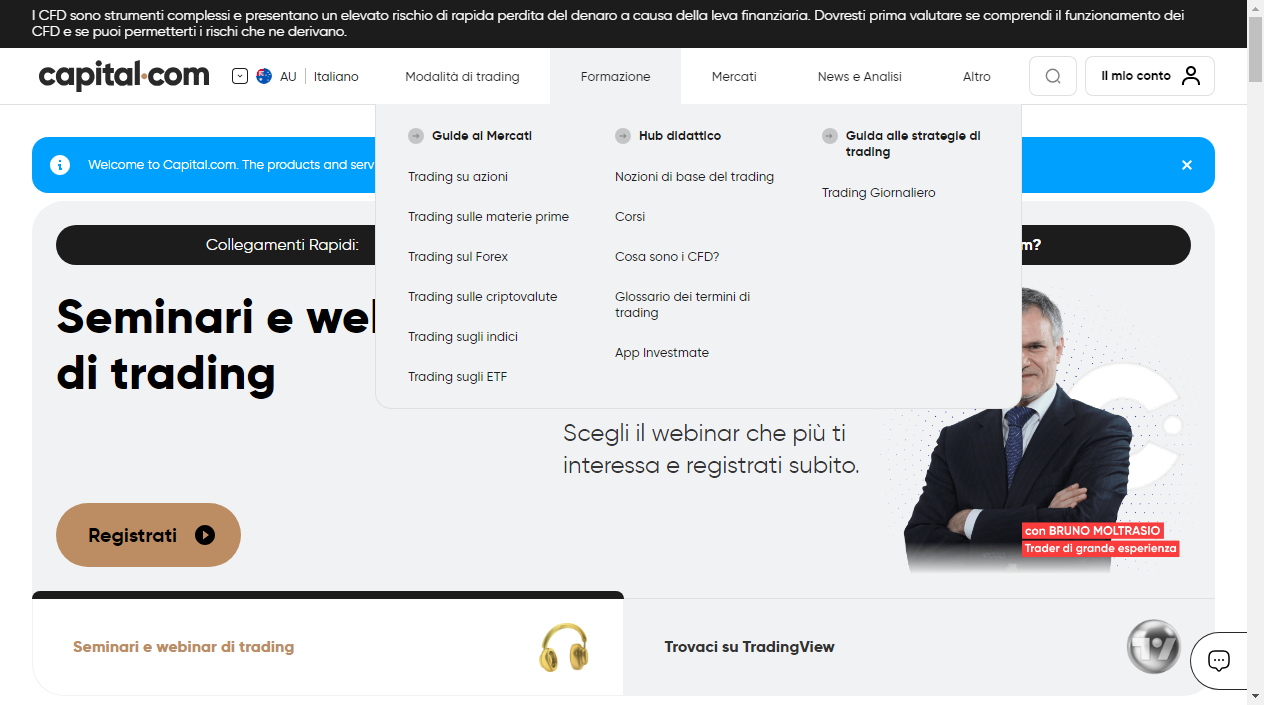 I CFD sono strumenti complessi e presentano un elevato rischio di rapida perdita del denaro a causa della leva finanziaria. Dovresti prima valutare se comprendi il funzionamento dei
CFD e se puoi permetterti i rischi che ne derivano.
capital.com
AU Italiano
Modalità di trading
Formazione
Mercati
News e Analisi
Altro
Il mio conto
Guide ai Mercati
Trading su azioni
Trading sulle materie prime
Trading sul Forex
Trading sulle criptovalute
Trading sugli indici
Trading sugli ETF
Hub didattico
Nozioni di base del trading
Corsi
Cosa sono i CFD?
Glossario dei termini di
trading
App Investmate
Guida alle strategie di
trading
Trading Giornaliero
Welcome to Capital.com. The products and serv
Collegamenti Rapidi:
m?
Seminari e wel
di trading
Scegli il webinar che più ti
interessa e registrati subito.
Registrati
con BRUNO MOLTRASIO
Trader di grande esperienza
Seminari e webinar di trading
Trovaci su TradingView